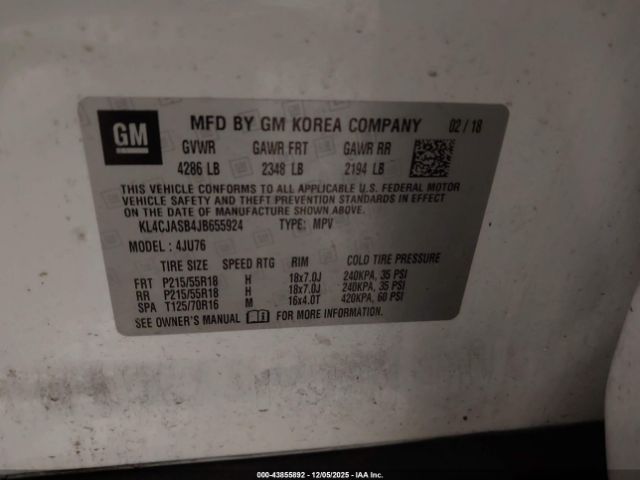 GM
MFD BY GM KOREA COMPANY 02 / 18
GVWR GAWR FRT GAWR RR
4286 LB 2348 LB 2194 LB
THIS VEHICLE CONFORMS TO ALL APPLICABLE U.S. FEDERAL MOTOR
VEHICLE SAFETY AND THEFT PREVENTION STANDARDS IN EFFECT ON THE
DATE OF MANUFACTURE SHOWN ABOVE.
KL4CJASB4JB655924 TYPE: MPV
MODEL : 4JU76
TIRE SIZE SPEED RTG RIM COLD TIRE PRESSURE
FRT P215/55R18 H 18x7.0J 240KPA, 35 PSI
RR P215/55R18 H 18x7.0J 240KPA, 35 PSI
SPA T125/70R16 M 16x4.0T 420KPA, 60 PSI
SEE OWNER'S MANUAL FOR MORE INFORMATION.
000-43855892 - 12/05/2025 - IAA Inc.